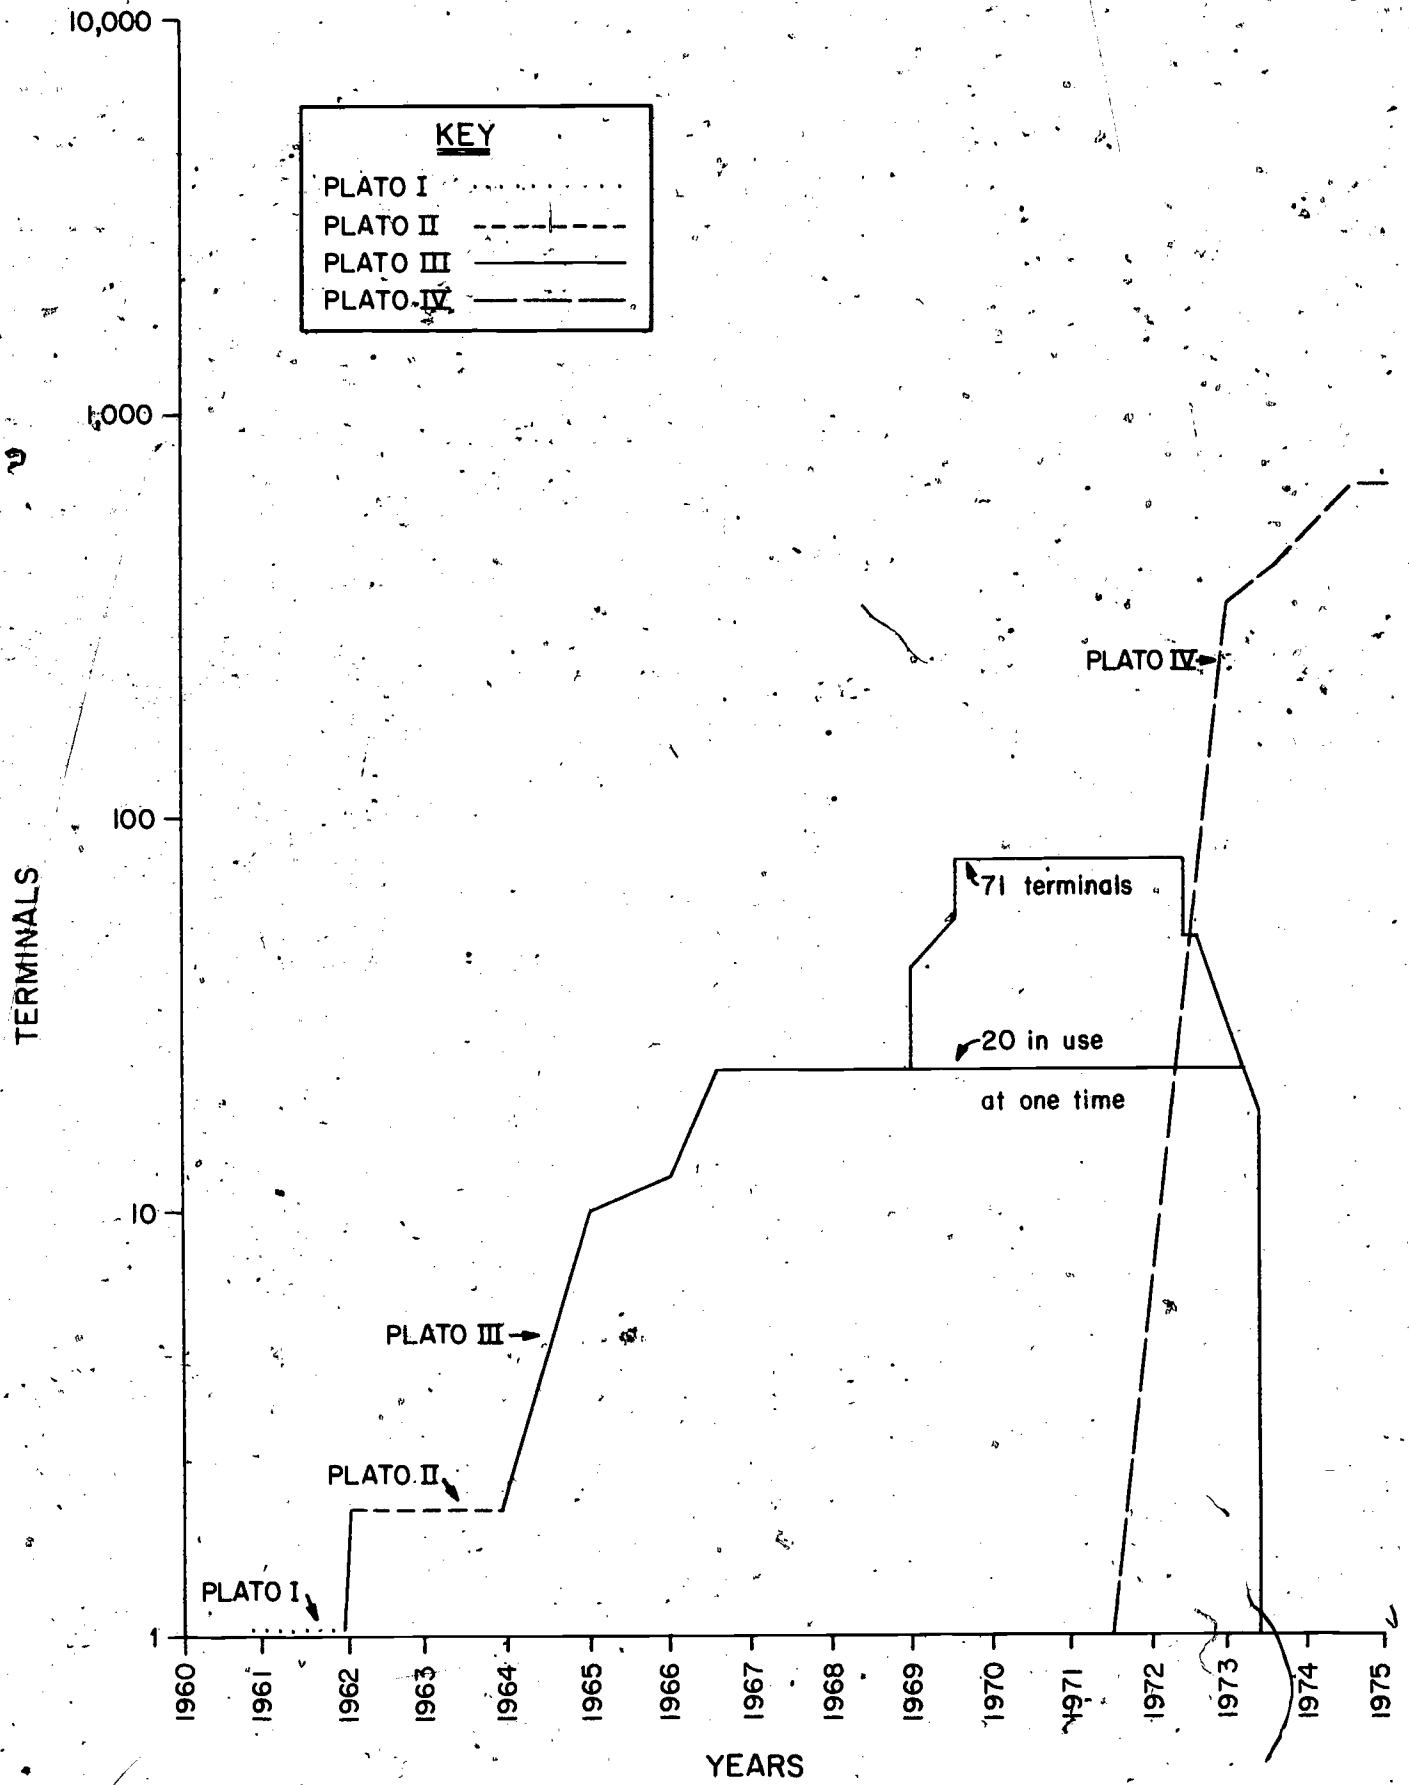 10,000
KEY
PLATO I
PLATO II
PLATO III
PLATO IV
1,000
PLATO IV
100
71 terminals
TERMINALS
20 in use
at one time
10
PLATO III
PLATO II
PLATO I
1
1960 1961 1962 1963 1964 1965 1966 1967 1968 1969 1970 1971 1972 1973 1974 1975
YEARS